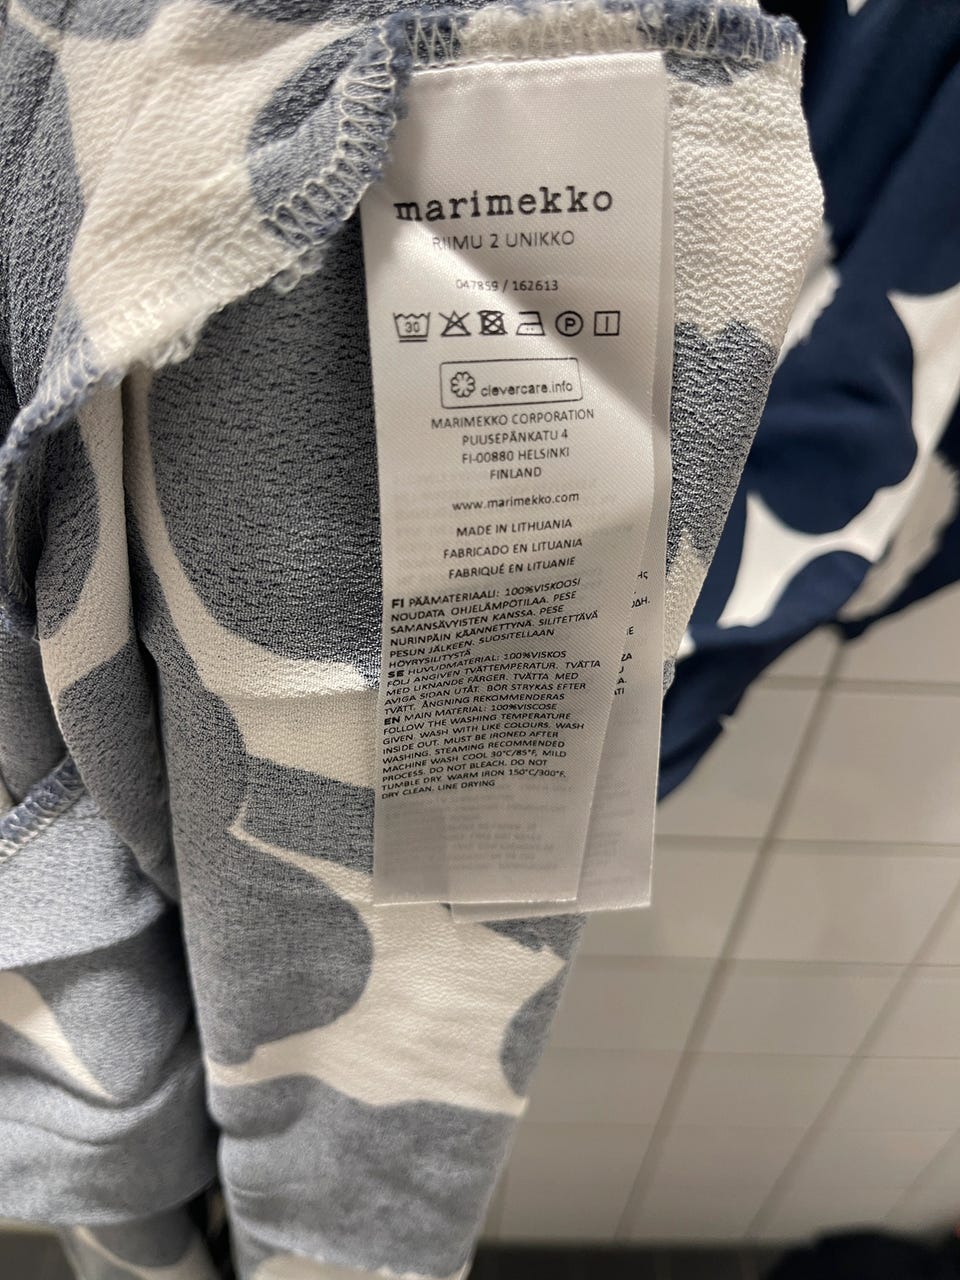 marimekko
RIIMU 2 UNIKKO
047859 / 162613
30 P
clevercare.info
MARIMEKKO CORPORATION
PUUSEPÄNKATU 4
FI-00880 HELSINKI
FINLAND
www.marimekko.com
MADE IN LITHUANIA
FABRICADO EN LITUANIA
FABRIQUÉ EN LITUANIE
FI PÄÄMATERIAALI: 100%VISKOOSI
NOUDATA OHJELÄMPOTILAA. PESE
SAMANSÄVYISTEN KANSSA. PESE
NURINPÄIN KÄÄNNETTYNÄ. SILITETTÄVÄ
PESUN JÄLKEEN. SUOSITELLAAN
HÖYRYSILITYSTÄ
SE HUVUDMATERIAL: 100%VISKOS
FÖLJ ANGIVEN TVÄTTEMPERATUR. TVÄTTA
MED LIKNANDE FÄRGER. TVÄTTA MED
AVIGA SIDAN UTÅT. BÖR STRYKAS EFTER
TVÄTT. ÅNGNING REKOMMENDERAS
EN MAIN MATERIAL: 100%VISCOSE
FOLLOW THE WASHING TEMPERATURE
GIVEN. WASH WITH LIKE COLOURS. WASH
INSIDE OUT. MUST BE IRONED AFTER
WASHING. STEAMING RECOMMENDED
MACHINE WASH COOL 30°C/85°F, MILD
PROCESS. DO NOT BLEACH. DO NOT
TUMBLE DRY. WARM IRON 150°C/300°F.
DRY CLEAN. LINE DRYING